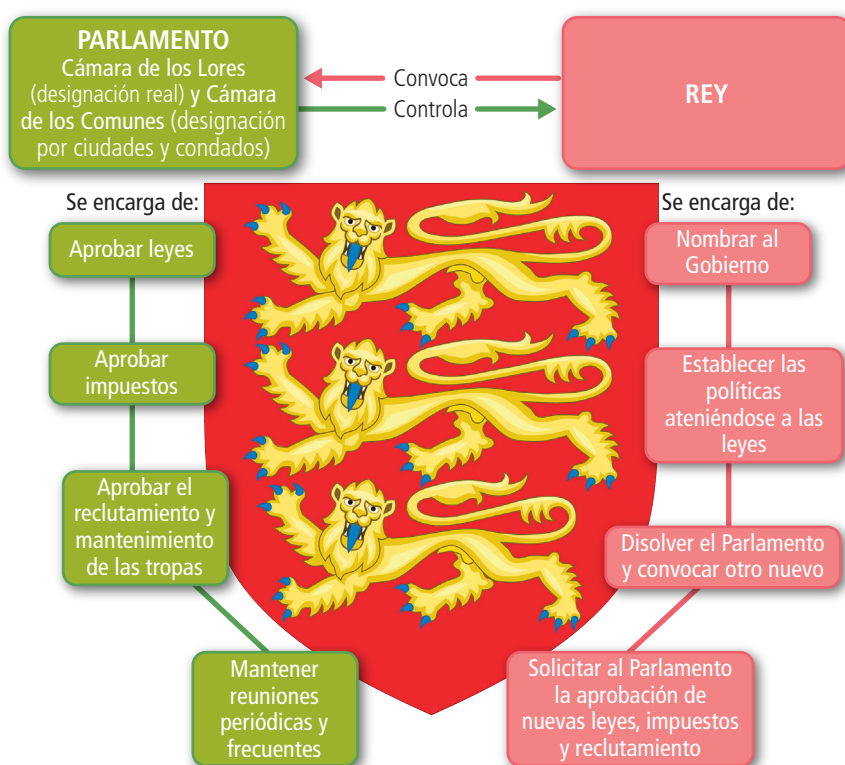 PARLAMENTO
Cámara de los Lores
(designación real) y Cámara
de los Comunes (designación
por ciudades y condados)
Convoca
Controla
REY
Se encarga de:
Aprobar leyes
Aprobar
impuestos
Aprobar el
reclutamiento y
mantenimiento
de las tropas
Mantener
reuniones
periódicas y
frecuentes
Se encarga de:
Nombrar al
Gobierno
Establecer las
políticas
ateniéndose a las
leyes
Disolver el Parlamento
y convocar otro nuevo
Solicitar al Parlamento
la aprobación de
nuevas leyes, impuestos
y reclutamiento